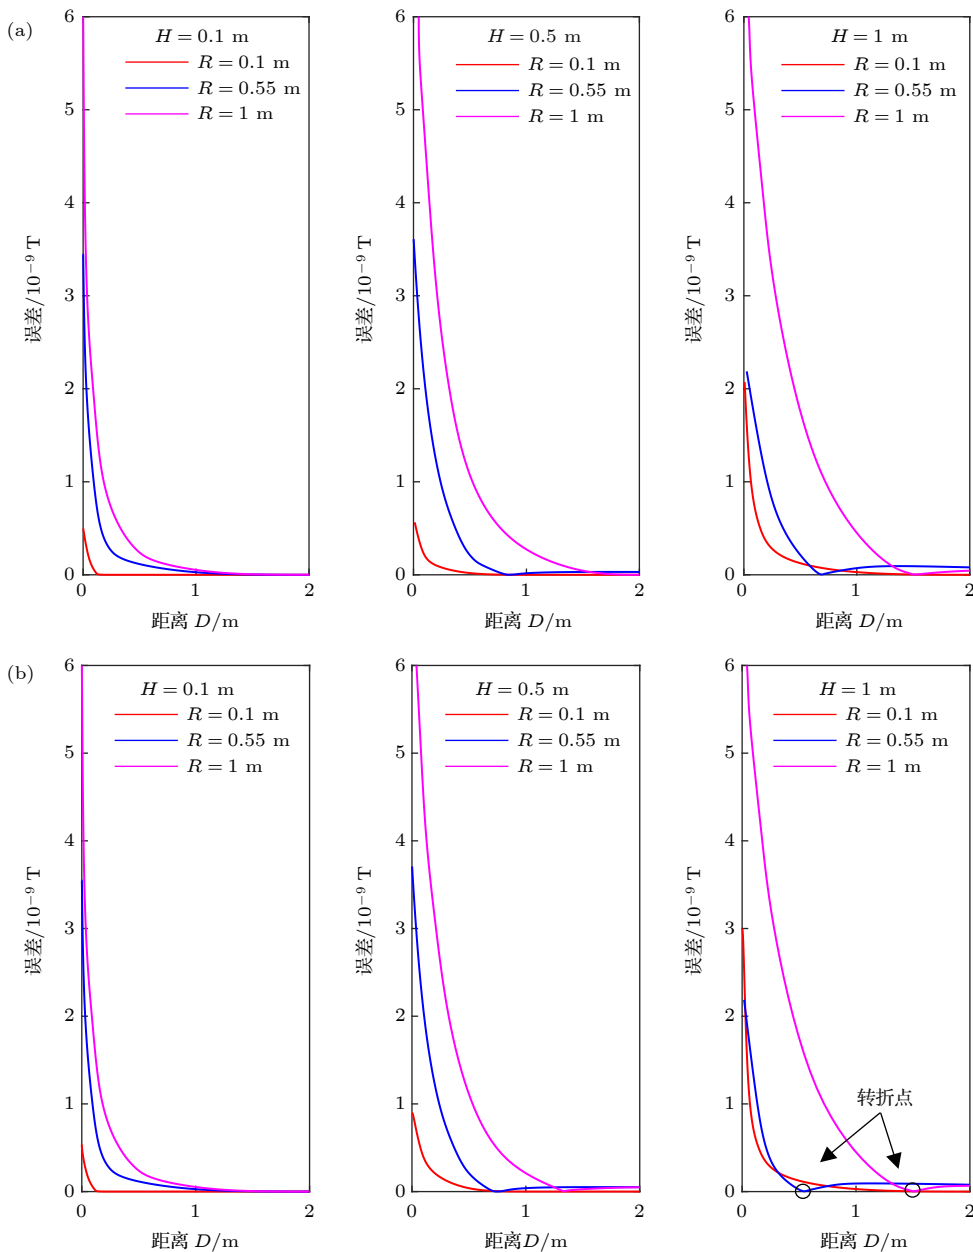 (a)
6
5
4
3
2
1
0
误差/10⁻⁹ T
H = 0.1 m
R = 0.1 m
R = 0.55 m
R = 1 m
0 1 2
距离 D/m
6
5
4
3
2
1
0
误差/10⁻⁹ T
H = 0.5 m
R = 0.1 m
R = 0.55 m
R = 1 m
0 1 2
距离 D/m
6
5
4
3
2
1
0
误差/10⁻⁹ T
H = 1 m
R = 0.1 m
R = 0.55 m
R = 1 m
0 1 2
距离 D/m
(b)
6
5
4
3
2
1
0
误差/10⁻⁹ T
H = 0.1 m
R = 0.1 m
R = 0.55 m
R = 1 m
0 1 2
距离 D/m
6
5
4
3
2
1
0
误差/10⁻⁹ T
H = 0.5 m
R = 0.1 m
R = 0.55 m
R = 1 m
0 1 2
距离D/m
6
5
4
3
2
1
0
误差/10⁻⁹ T
H = 1 m
R = 0.1 m
R = 0.55 m
R = 1 m
转折点
0 1 2
距离 D/m